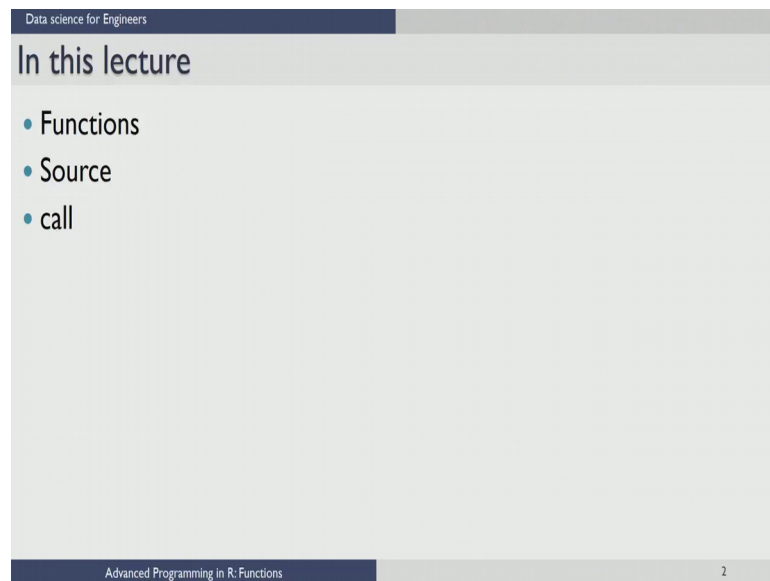 Data science for Engineers
In this lecture
• Functions
• Source
• call
Advanced Programming in R: Functions
2